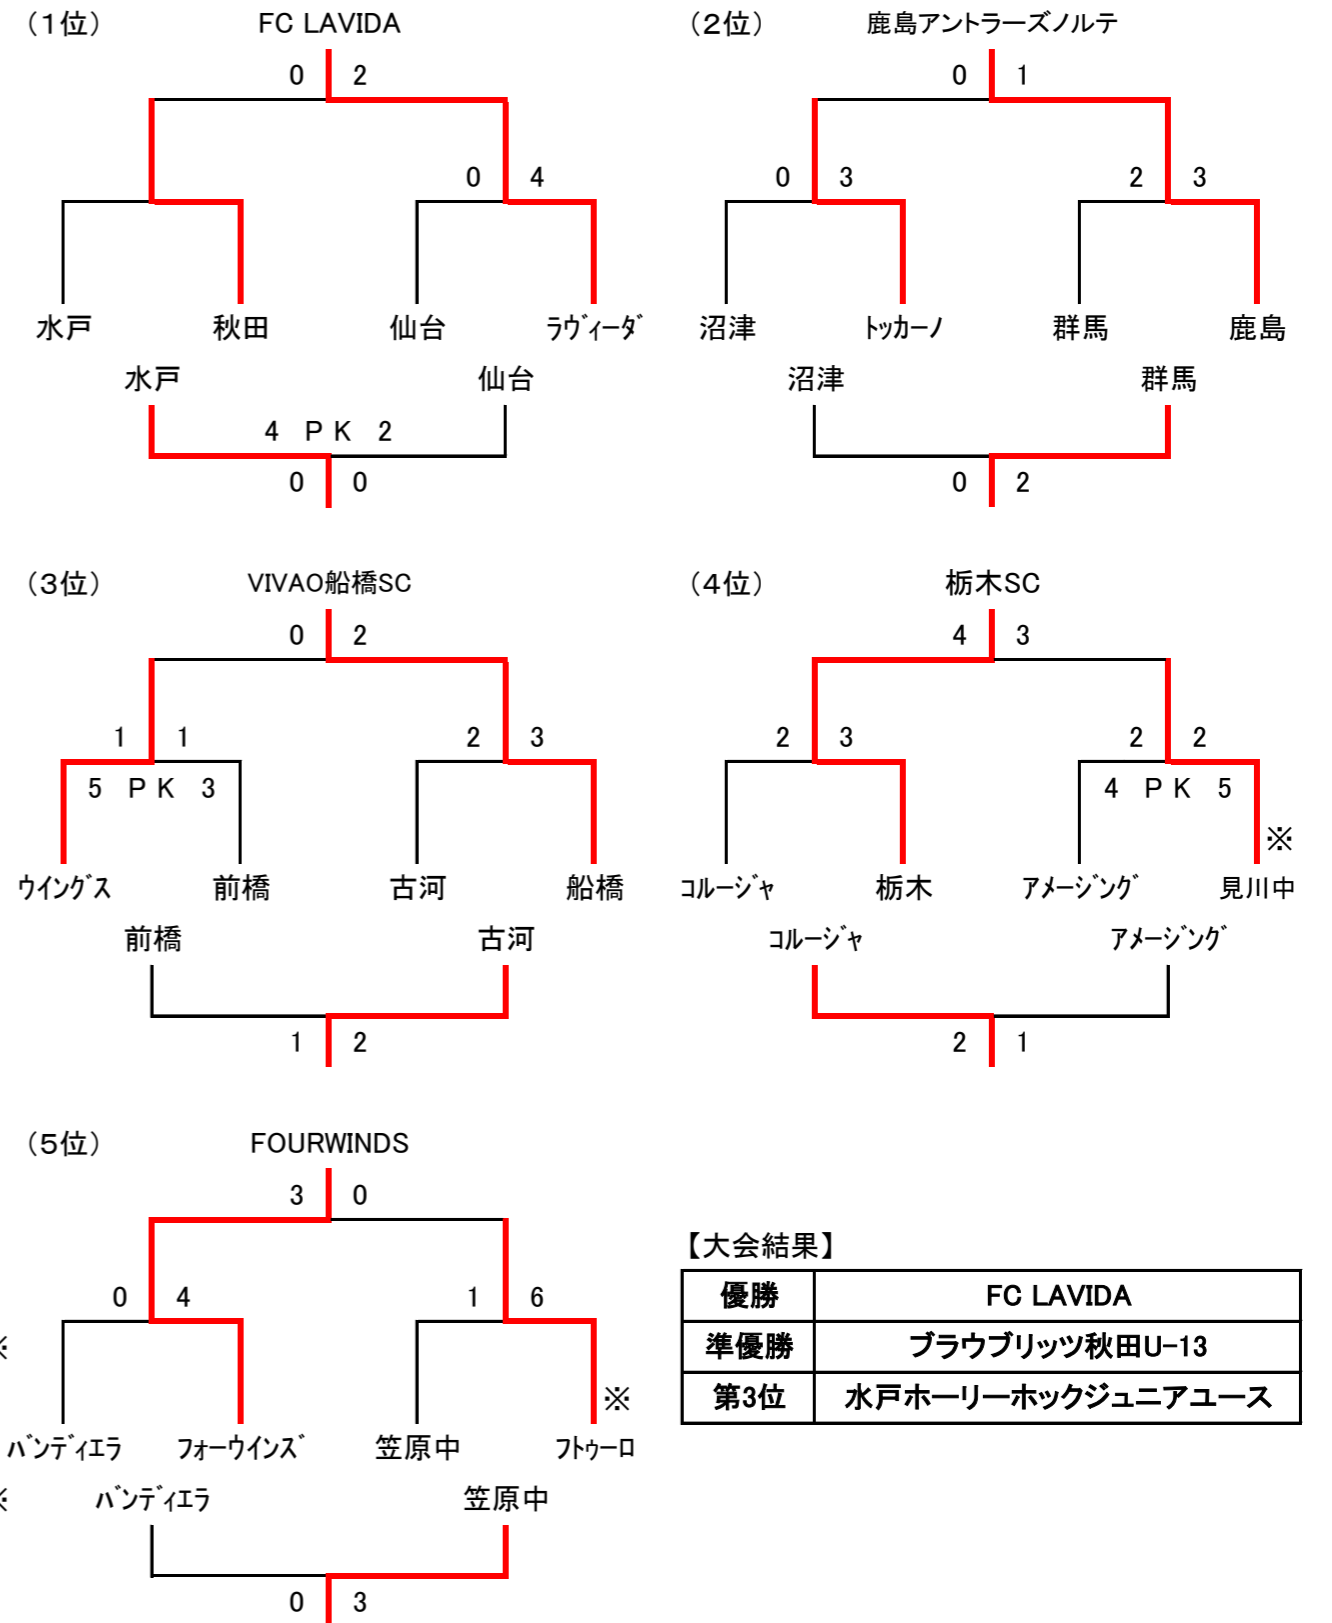 （1位） FC LAVIDA
0 2
0 4
水戸 秋田 仙台 ラヴィーダ
水戸 仙台
4 PK 2
0 0
（2位） 鹿島アントラーズノルテ
0 1
0 3 2 3
沼津 トッカーノ 群馬 鹿島
沼津 群馬
0 2
（3位） VIVAO船橋SC
0 2
1 1 2 3
5 PK 3
ウイングス 前橋 古河 船橋
前橋 古河
1 2
（4位） 栃木SC
4 3
2 3 2 2
4 PK 5
※
コルージャ 栃木 アメージング 見川中
コルージャ アメージング
2 1
（5位） FOURWINDS
3 0
0 4 1 6
※ ※
バンディエラ フォーウインズ 笠原中 フトゥーロ
※ バンディエラ 笠原中
0 3
【大会結果】
優勝 FC LAVIDA
準優勝 ブラウブリッツ秋田U-13
第3位 水戸ホーリーホックジュニアユース